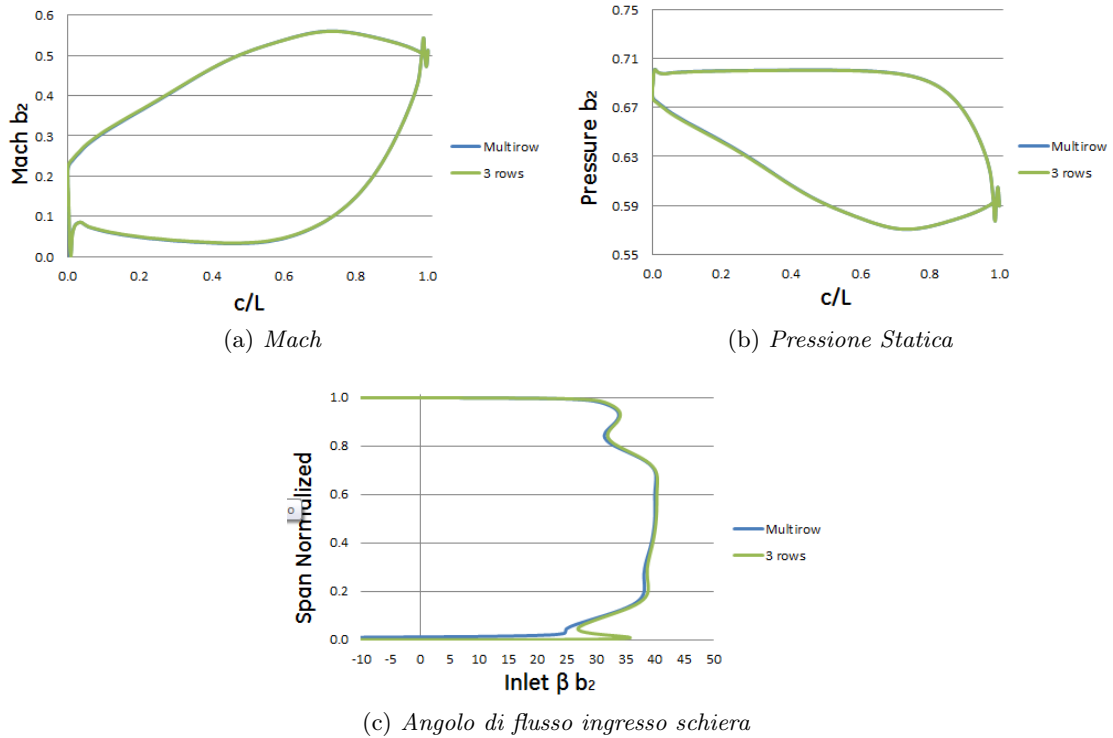 0.6
0.5
0.4
0.3
0.2
0.1
0.0
Mach b2
0.0 0.2 0.4 0.6 0.8 1.0
c/L
Multirow
3 rows
(a) Mach
0.75
0.71
0.67
0.63
0.59
0.55
Pressure b2
0.0 0.2 0.4 0.6 0.8 1.0
c/L
Multirow
3 rows
(b) Pressione Statica
1.0
0.8
0.6
0.4
0.2
0.0
Span Normalized
o
-10 -5 0 5 10 15 20 25 30 35 40 45 50
Inlet β b2
Multirow
3 rows
(c) Angolo di flusso ingresso schiera